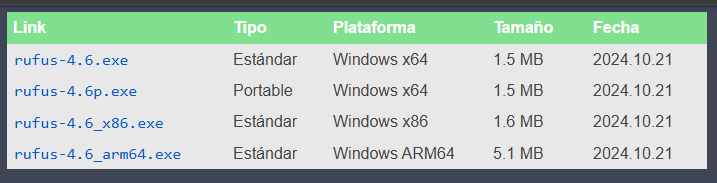 Link Tipo Plataforma Tamaño Fecha
rufus-4.6.exe Estándar Windows x64 1.5 MB 2024.10.21
rufus-4.6p.exe Portable Windows x64 1.5 MB 2024.10.21
rufus-4.6_x86.exe Estándar Windows x86 1.6 MB 2024.10.21
rufus-4.6_arm64.exe Estándar Windows ARM64 5.1 MB 2024.10.21